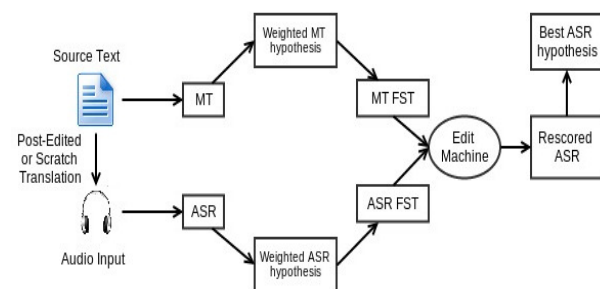 Source Text
Post-Edited
or Scratch
Translation
Audio Input
MT
Weighted MT
hypothesis
MT FST
ASR
Weighted ASR
hypothesis
ASR FST
Edit
Machine
Rescored
ASR
Best ASR
hypothesis